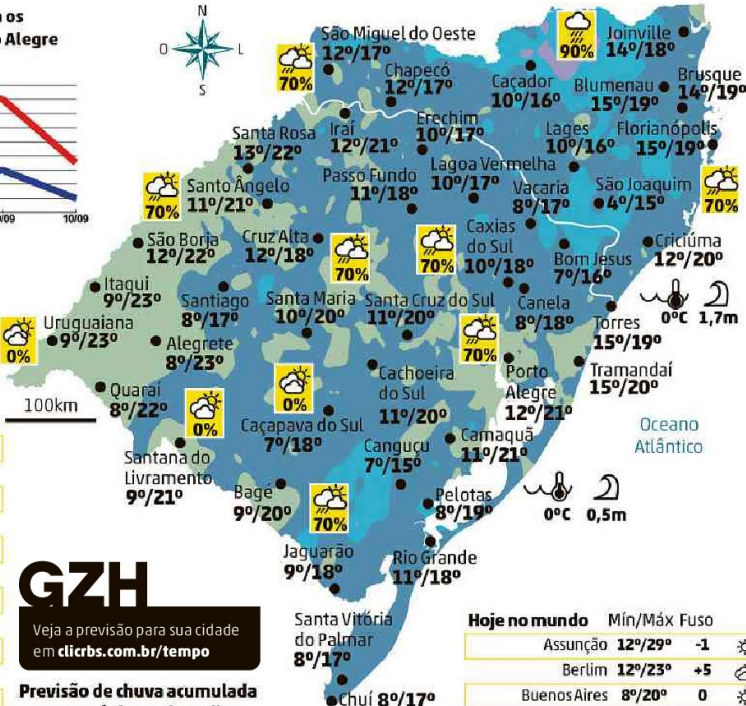 os
Alegre
N
O
L
S
/09
10/09
São Miguel do Oeste
12º/17º
70%
Chapecó
12º/17º
90%
Joinville
14º/18º
Caçador
10º/16º
Blumenau
15º/19º
Brusque
14º/19º
Santa Rosa
13º/22º
Iraí
12º/21º
Erechim
10º/17º
Lages
10º/16º
Florianópolis
15º/19º
Lagoa Vermelha
10º/17º
Passo Fundo
11º/18º
Santo Ângelo
11º/21º
70%
Vacaria
8º/17º
São Joaquim
4º/15º
70%
São Borja
12º/22º
Cruz Alta
12º/18º
70%
70%
Caxias
do Sul
10º/18º
Bom Jesus
7º/16º
Criciúma
12º/20º
Itaqui
9º/23º
Santiago
8º/17º
Santa Maria
10º/20º
Santa Cruz do Sul
11º/20º
Canela
8º/18º
0ºC 1,7m
Torres
15º/19º
Uruguaiana
9º/23º
0%
Alegrete
8º/23º
70%
Porto
Alegre
12º/21º
Tramandaí
15º/20º
Cachoeira
do Sul
11º/20º
Quaraí
8º/22º
100km
0%
0%
Caçapava do Sul
7º/18º
Oceano
Atlântico
Camaquã
11º/21º
Canguçu
7º/15º
Santana do
Livramento
9º/21º
Bagé
9º/20º
70%
Pelotas
8º/19º
0ºC 0,5m
Jaguarão
9º/18º
Rio Grande
11º/18º
GZH
Veja a previsão para sua cidade
em clicrbs.com.br/tempo
Santa Vitória
do Palmar
8º/17º
Chuí 8º/17º
Previsão de chuva acumulada
Hoje no mundo Mín/Máx Fuso
Assunção 12º/29º -1
Berlim 12º/23º +5
Buenos Aires 8º/20º 0